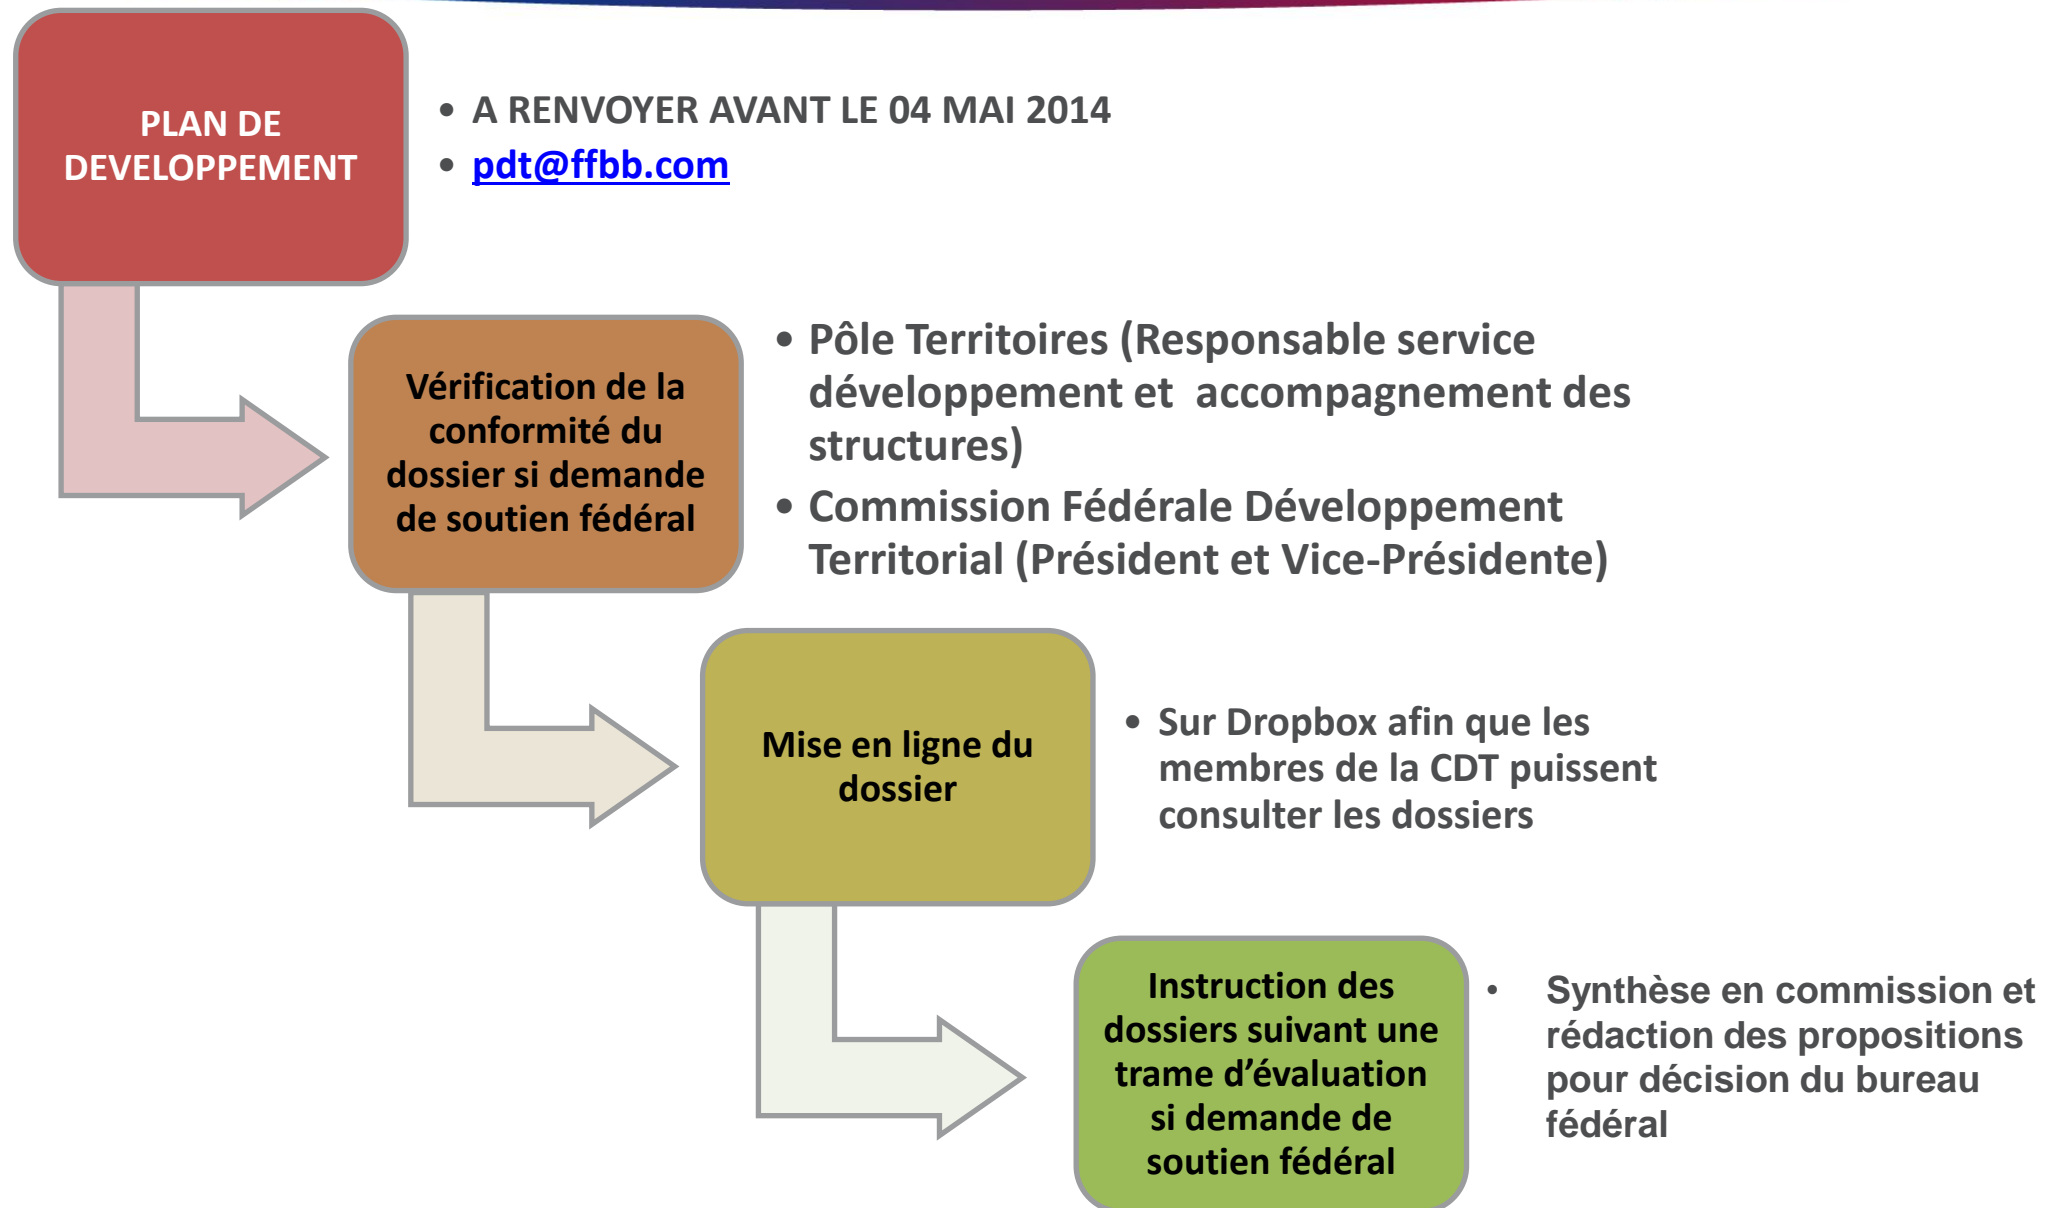 PLAN DE
DEVELOPPEMENT
• A RENVOYER AVANT LE 04 MAI 2014
• pdt@ffbb.com
Vérification de la
conformité du
dossier si demande
de soutien fédéral
• Pôle Territoires (Responsable service
développement et  accompagnement des
structures)
• Commission Fédérale Développement
Territorial (Président et Vice-Présidente)
Mise en ligne du
dossier
• Sur Dropbox afin que les
membres de la CDT puissent
consulter les dossiers
Instruction des
dossiers suivant une
trame d’évaluation
si demande de
soutien fédéral
• Synthèse en commission et
rédaction des propositions
pour décision du bureau
fédéral